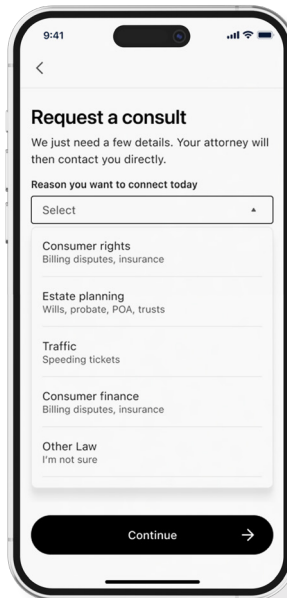 9:41
Request a consult
We just need a few details. Your attorney will
then contact you directly.
Reason you want to connect today
Select
Consumer rights
Billing disputes, insurance
Estate planning
Wills, probate, POA, trusts
Traffic
Speeding tickets
Consumer finance
Billing disputes, insurance
Other Law
I'm not sure
Continue